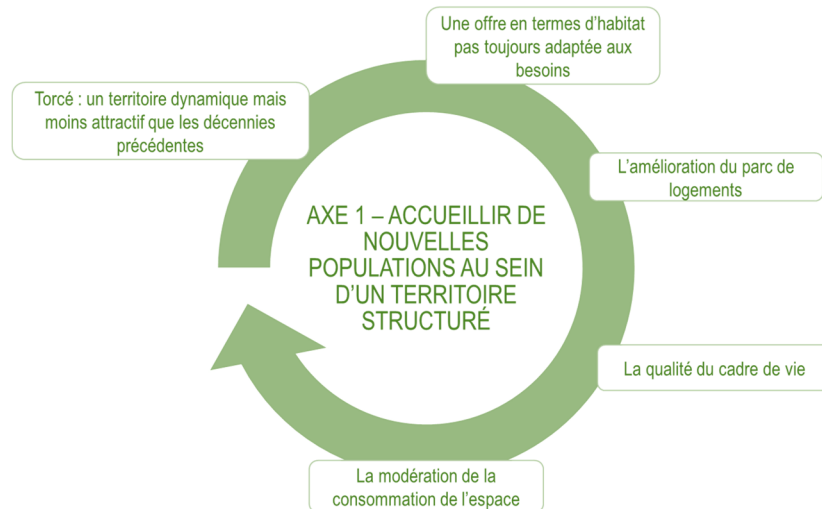 Une offre en termes d’habitat
pas toujours adaptée aux
besoins
Torcé : un territoire dynamique mais
moins attractif que les décennies
précédentes
L’amélioration du parc de
logements
AXE 1 – ACCUEILLIR DE
NOUVELLES
POPULATIONS AU SEIN
D’UN TERRITOIRE
STRUCTURÉ
La qualité du cadre de vie
La modération de la
consommation de l’espace